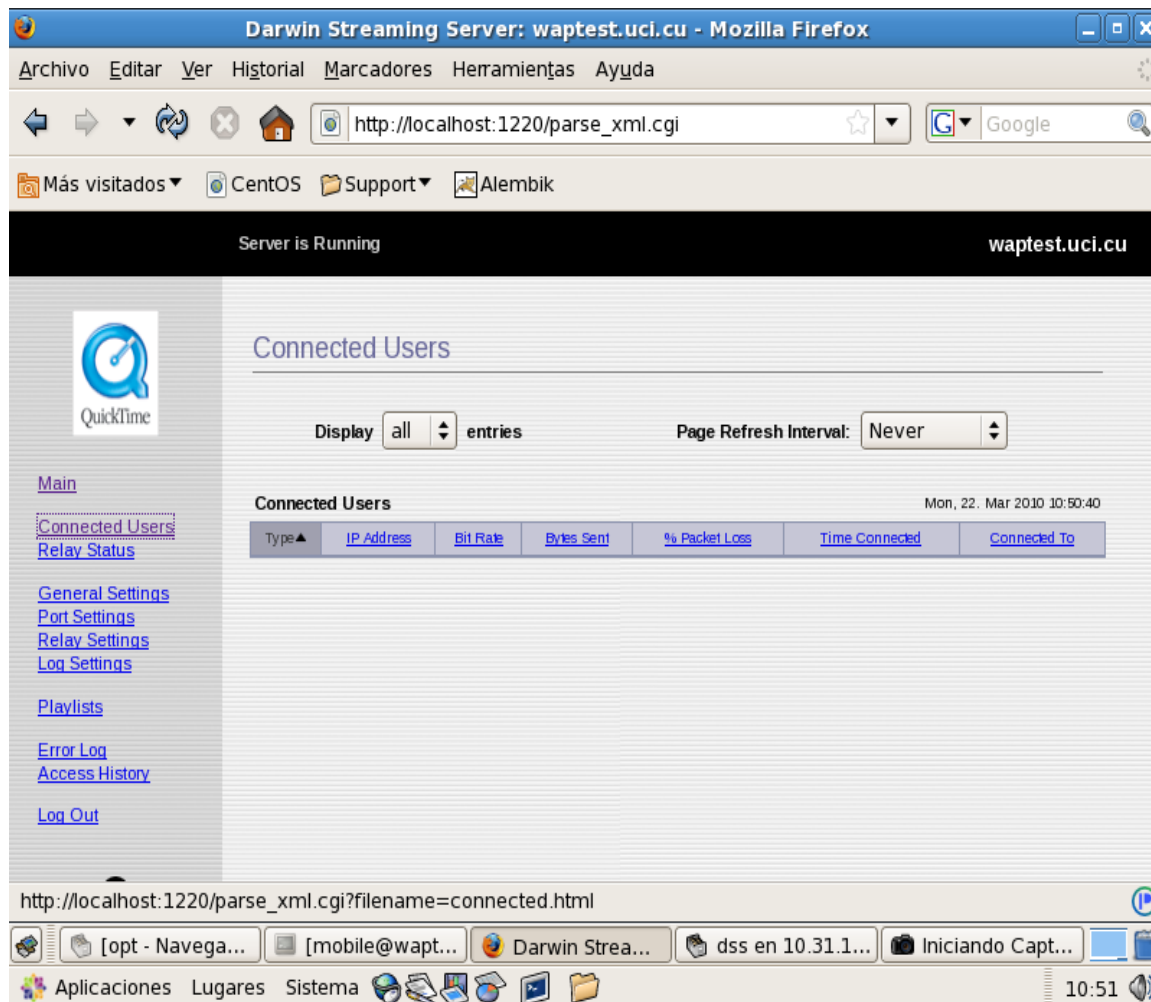 Darwin Streaming Server: waptest.uci.cu - Mozilla Firefox
Archivo Editar Ver Historial Marcadores Herramientas Ayuda
http://localhost:1220/parse_xml.cgi
G Google
Más visitados CentOS Support Alembik
Server is Running waptest.uci.cu
QuickTime
Connected Users
Display all entries Page Refresh Interval: Never
Main
Connected Users
Relay Status
General Settings
Port Settings
Relay Settings
Log Settings
Playlists
Error Log
Access History
Log Out
Connected Users Mon, 22. Mar 2010 10:50:40
Type IP Address Bit Rate Bytes Sent % Packet Loss Time Connected Connected To
http://localhost:1220/parse_xml.cgi?filename=connected.html
[opt - Navega... [mobile@wapt... Darwin Strea... dss en 10.31.1... Iniciando Capt...
Aplicaciones Lugares Sistema 10:51